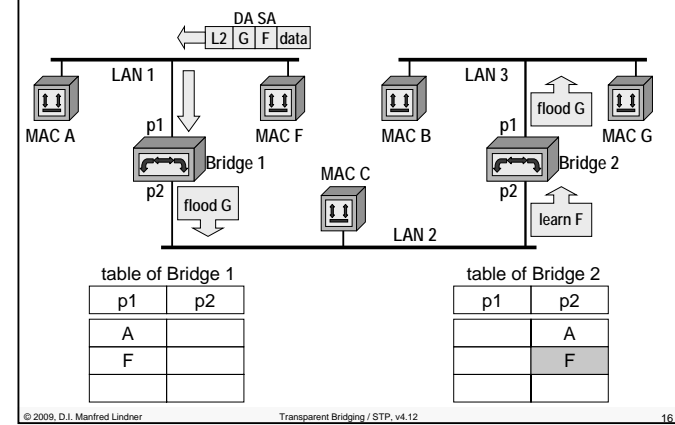 DA SA
L2 G F data
LAN 1
LAN 3
flood G
p1
p1
MAC A
MAC F
MAC B
MAC G
Bridge 1
Bridge 2
MAC C
p2
p2
flood G
learn F
LAN 2
table of Bridge 1
p1 p2
A
F
table of Bridge 2
p1 p2
A
F
© 2009, D.I. Manfred Lindner
Transparent Bridging / STP, v4.12
16